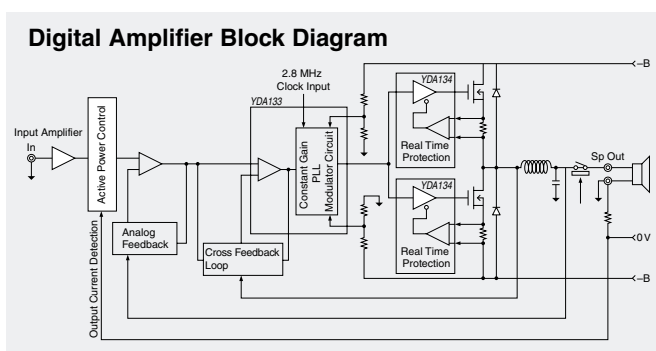 Digital Amplifier Block Diagram
2.8 MHz
Clock Input
YDA133
YDA134
Real Time
Protection
–B
Input Amplifier
In
Active Power Control
Constant Gain
PLL
Modulator Circuit
Sp Out
YDA134
Real Time
Protection
Analog
Feedback
Cross Feedback
Loop
Output Current Detection
0V
–B